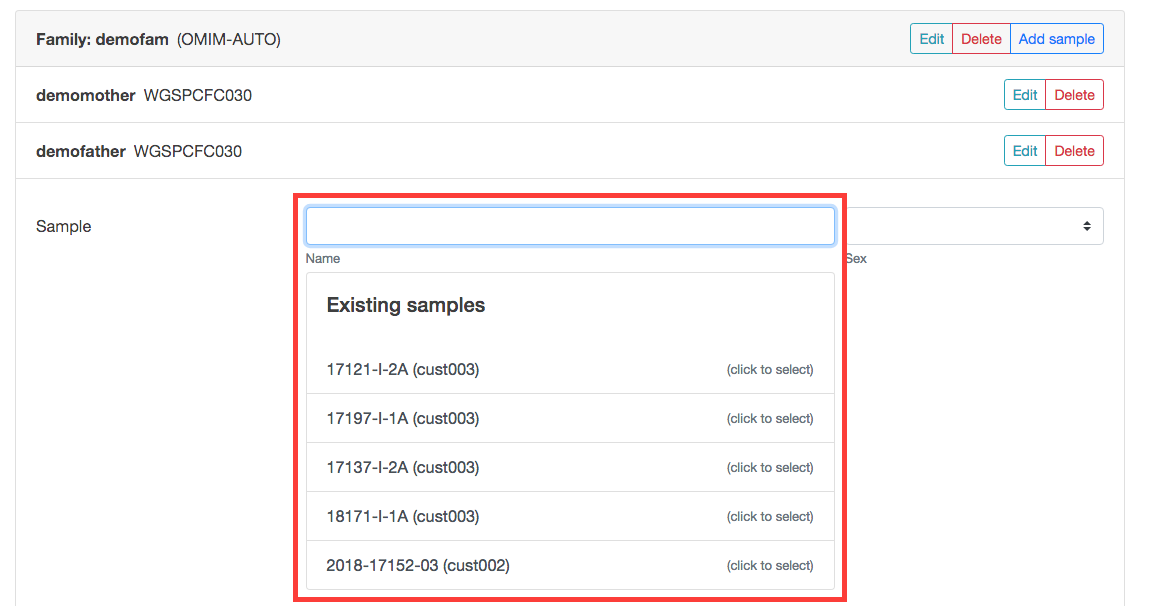 Family: demofam (OMIM-AUTO) Edit Delete Add sample
demomother WGSPCFC030 Edit Delete
demofather WGSPCFC030 Edit Delete
Sample
Name Sex
Existing samples
17121-I-2A (cust003) (click to select)
17197-I-1A (cust003) (click to select)
17137-I-2A (cust003) (click to select)
18171-I-1A (cust003) (click to select)
2018-17152-03 (cust002) (click to select)